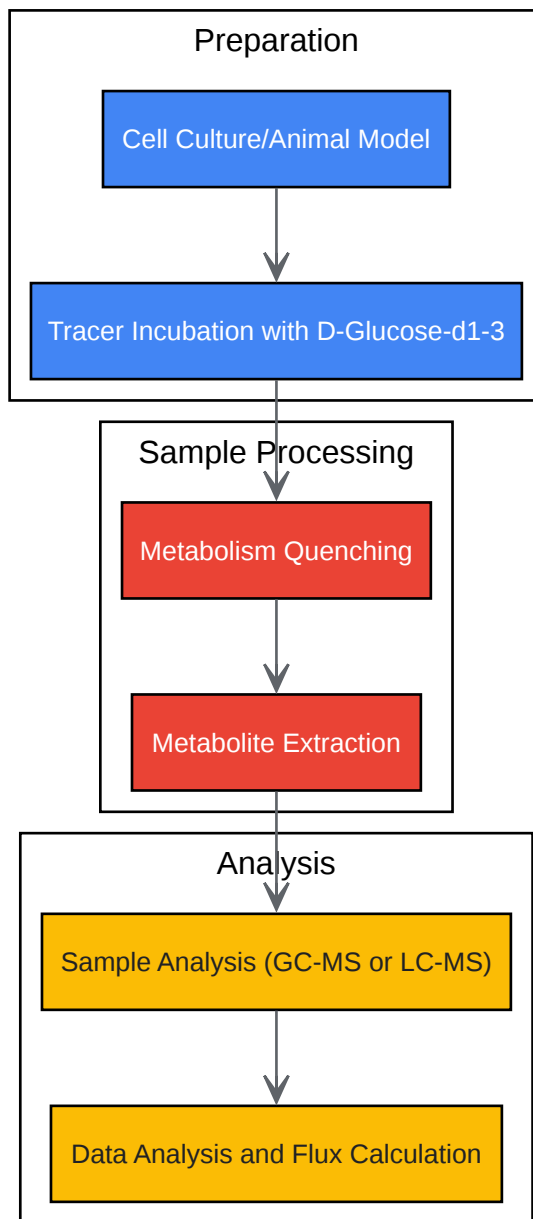 Preparation
Cell Culture/Animal Model
Tracer Incubation with D-Glucose-d1-3
Sample Processing
Metabolism Quenching
Metabolite Extraction
Analysis
Sample Analysis (GC-MS or LC-MS)
Data Analysis and Flux Calculation